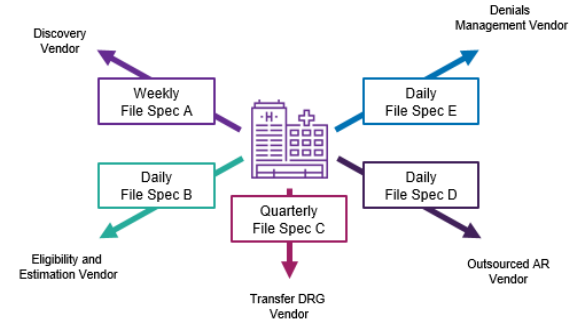 Discovery
Vendor
Denials
Management Vendor
Weekly
File Spec A
Daily
File Spec E
H
Daily
File Spec B
Daily
File Spec D
Quarterly
File Spec C
Eligibility and
Estimation Vendor
Outsourced AR
Vendor
Transfer DRG
Vendor